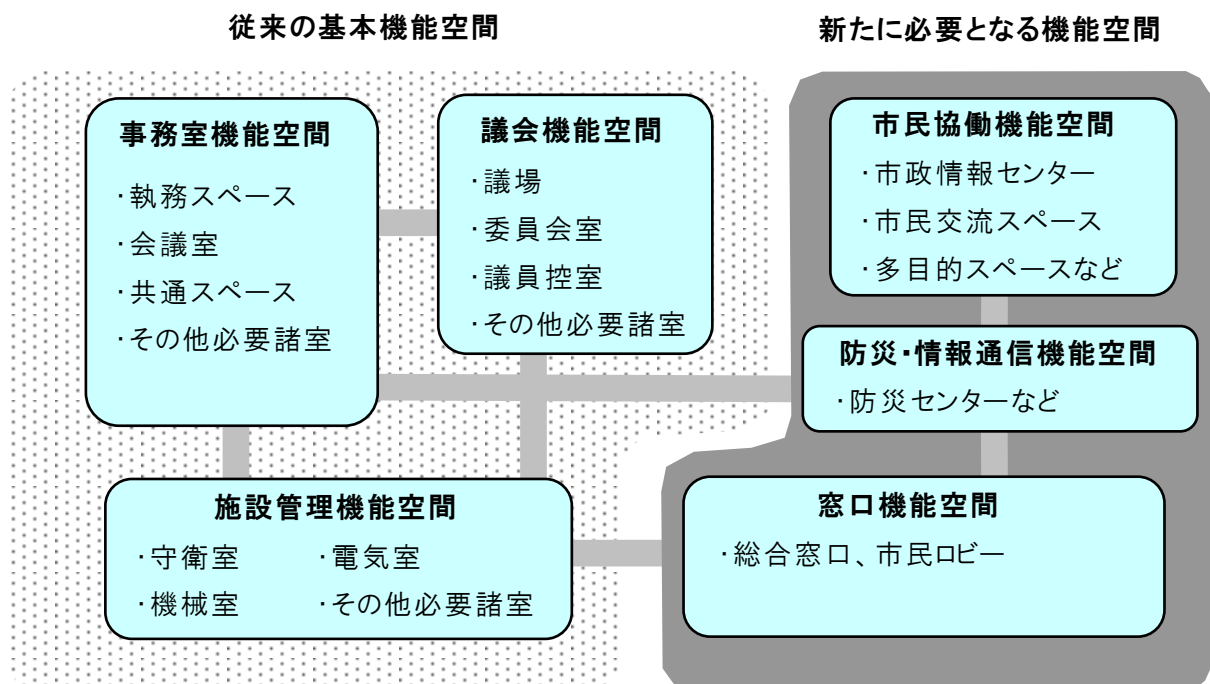 従来の基本機能空間
新たに必要となる機能空間
事務室機能空間
・執務スペース
・会議室
・共通スペース
・その他必要諸室
議会機能空間
・議場
・委員会室
・議員控室
・その他必要諸室
市民協働機能空間
・市政情報センター
・市民交流スペース
・多目的スペースなど
防災・情報通信機能空間
・防災センターなど
施設管理機能空間
・守衛室 ・電気室
・機械室 ・その他必要諸室
窓口機能空間
・総合窓口、市民ロビー